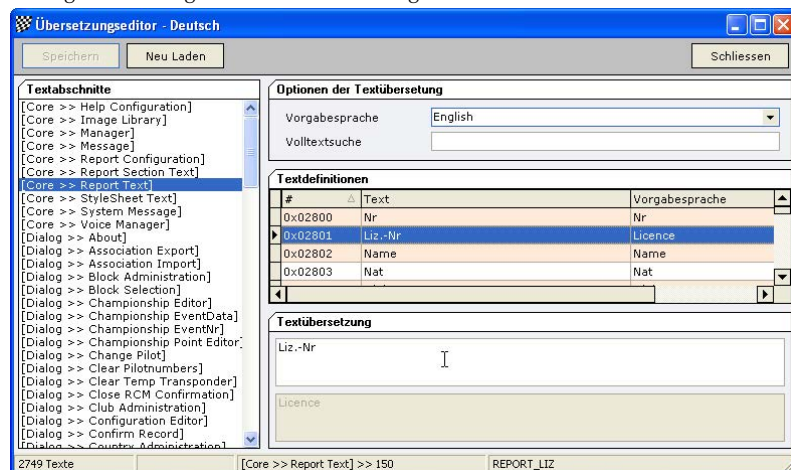 Übersetzungseditor - Deutsch
Speichern
Neu Laden
Schliessen
Textabschnitte
[Core >> Help Configuration]
[Core >> Image Library]
[Core >> Manager]
[Core >> Message]
[Core >> Report Configuration]
[Core >> Report Section Text]
[Core >> Report Text]
[Core >> StyleSheet Text]
[Core >> System Message]
[Core >> Voice Manager]
[Dialog >> About]
[Dialog >> Association Export]
[Dialog >> Association Import]
[Dialog >> Block Administration]
[Dialog >> Block Selection]
[Dialog >> Championship Editor]
[Dialog >> Championship EventData]
[Dialog >> Championship EventNr]
[Dialog >> Championship Point Editor]
[Dialog >> Change Pilot]
[Dialog >> Clear Pilotnumbers]
[Dialog >> Clear Temp Transponder]
[Dialog >> Close RCM Confirmation]
[Dialog >> Club Administration]
[Dialog >> Configuration Editor]
[Dialog >> Confirm Record]
[Dialog >> Country Administration]
Optionen der Textübersetung
Vorgabesprache English
Volltextsuche
Textdefinitionen
# Text Vorgabesprache
0x02800 Nr Nr
0x02801 Liz.-Nr Licence
0x02802 Name Name
0x02803 Nat Nat
Textübersetzung
Liz.-Nr
Licence
2749 Texte
[Core >> Report Text] >> 150
REPORT_LIZ